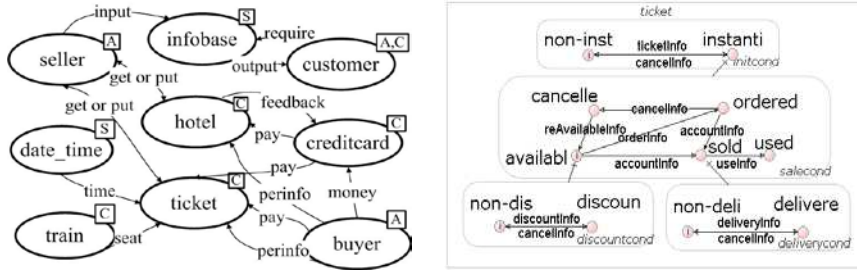 input
S
infobase
A
seller
require
A,C
customer
output
get or put
get or put
feedback
C
hotel
C
creditcard
pay
S
date_time
pay
C
ticket
time
perinfo
money
C
train
seat
pay
A
buyer
perinfo
ticket
non-inst
instanti
ticketInfo
cancelInfo
initcond
cancelle
ordered
cancelInfo
reAvailableInfo
orderInfo
accountInfo
availabl
sold
used
accountInfo
useInfo
salecond
non-dis
discoun
discountInfo
cancelInfo
discountcond
non-deli
delivere
deliveryInfo
cancelInfo
deliverycond